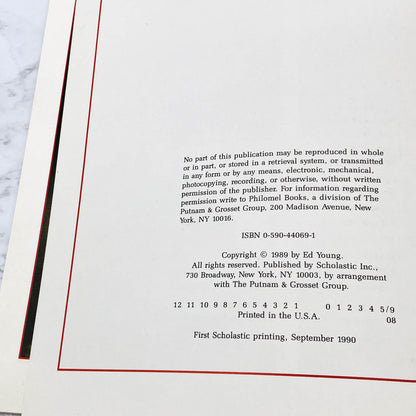 No part of this publication may be reproduced in whole
or in part, or stored in a retrieval system, or transmitted
in any form or by any means, electronic, mechanical,
photocopying, recording, or otherwise, without written
permission of the publisher. For information regarding
permission write to Philomel Books, a division of The
Putnam & Grosset Group, 200 Madison Avenue, New
York, NY 10016.
ISBN 0-590-44069-1
Copyright © 1989 by Ed Young.
All rights reserved. Published by Scholastic Inc.,
730 Broadway, New York, NY 10003, by arrangement
with The Putnam & Grosset Group.
12 11 10 9 8 7 6 5 4 3 2 1 0 1 2 3 4 5/9
Printed in the U.S.A. 08
First Scholastic printing, September 1990